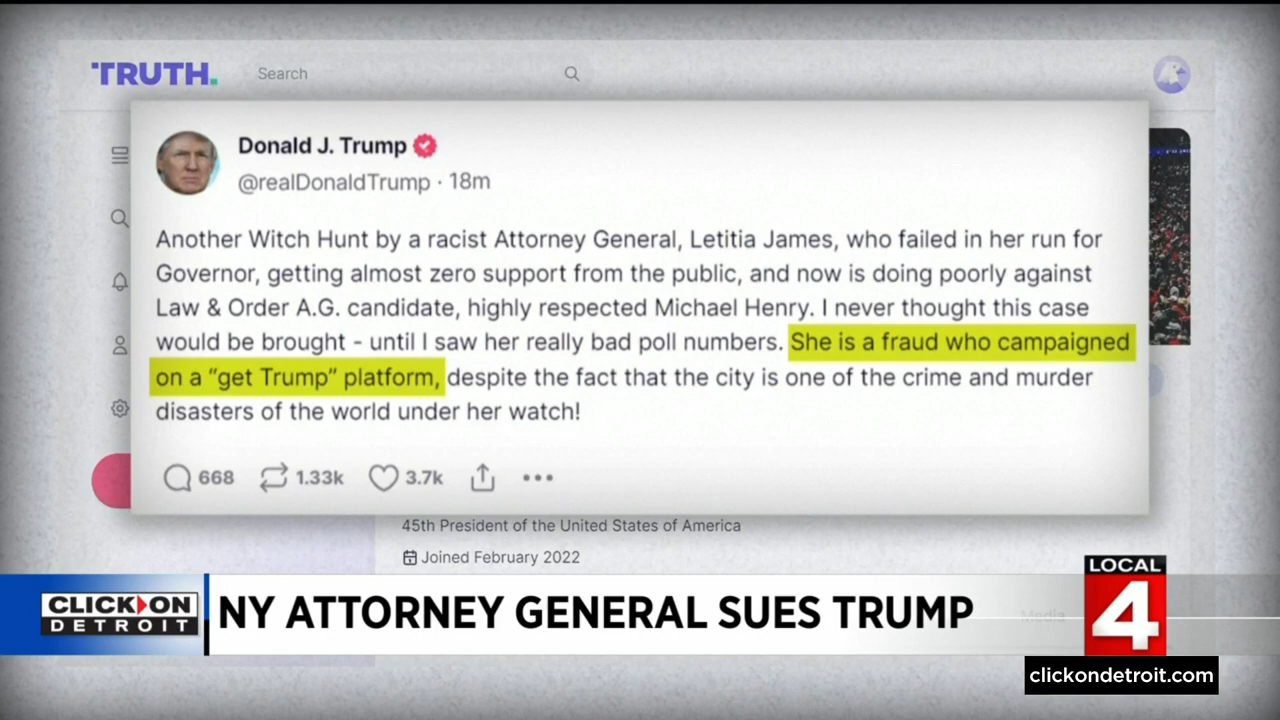 TRUTH.
Search
Donald J. Trump
@realDonaldTrump · 18m
Another Witch Hunt by a racist Attorney General, Letitia James, who failed in her run for
Governor, getting almost zero support from the public, and now is doing poorly against
Law & Order A.G. candidate, highly respected Michael Henry. I never thought this case
would be brought - until I saw her really bad poll numbers. She is a fraud who campaigned
on a “get Trump” platform, despite the fact that the city is one of the crime and murder
disasters of the world under her watch!
668 1.33k 3.7k
45th President of the United States of America
Joined February 2022
Media
CLICK ON
DETROIT
NY ATTORNEY GENERAL SUES TRUMP
LOCAL
4
clickondetroit.com